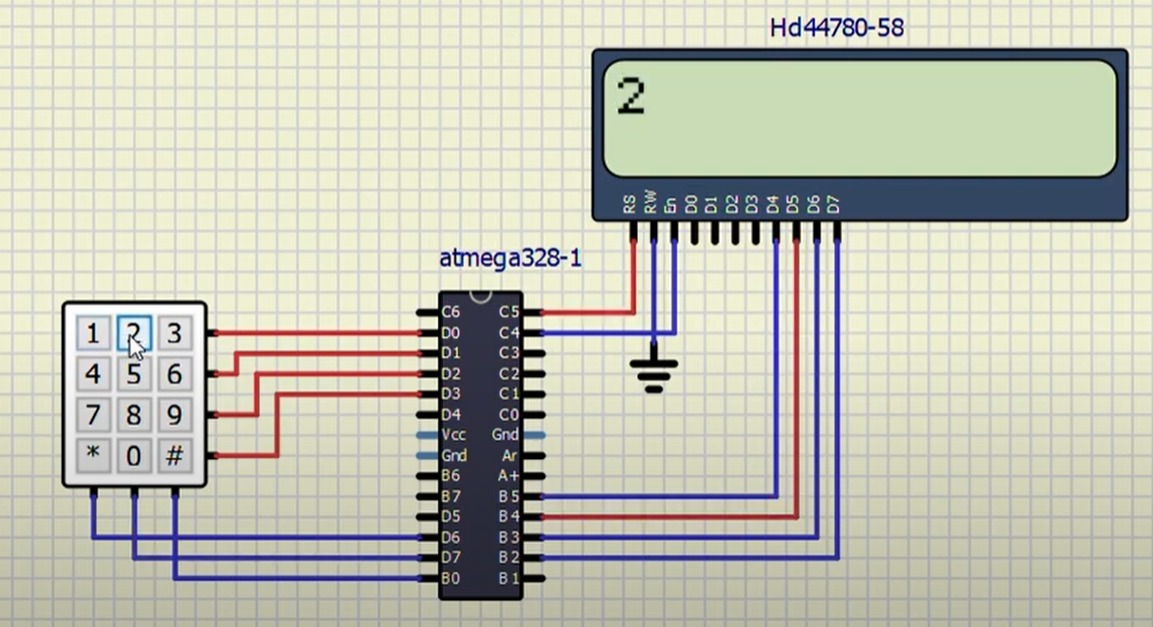 Hd44780-58
2
RS RW En D0 D1 D2 D3 D4 D5 D6 D7
atmega328-1
1 2 3
4 5 6
7 8 9
* 0 #
C6 C5
D0 C4
D1 C3
D2 C2
D3 C1
D4 C0
Vcc Gnd
Gnd Ar
B6 A+
B7 B5
D5 B4
D6 B3
D7 B2
B0 B1